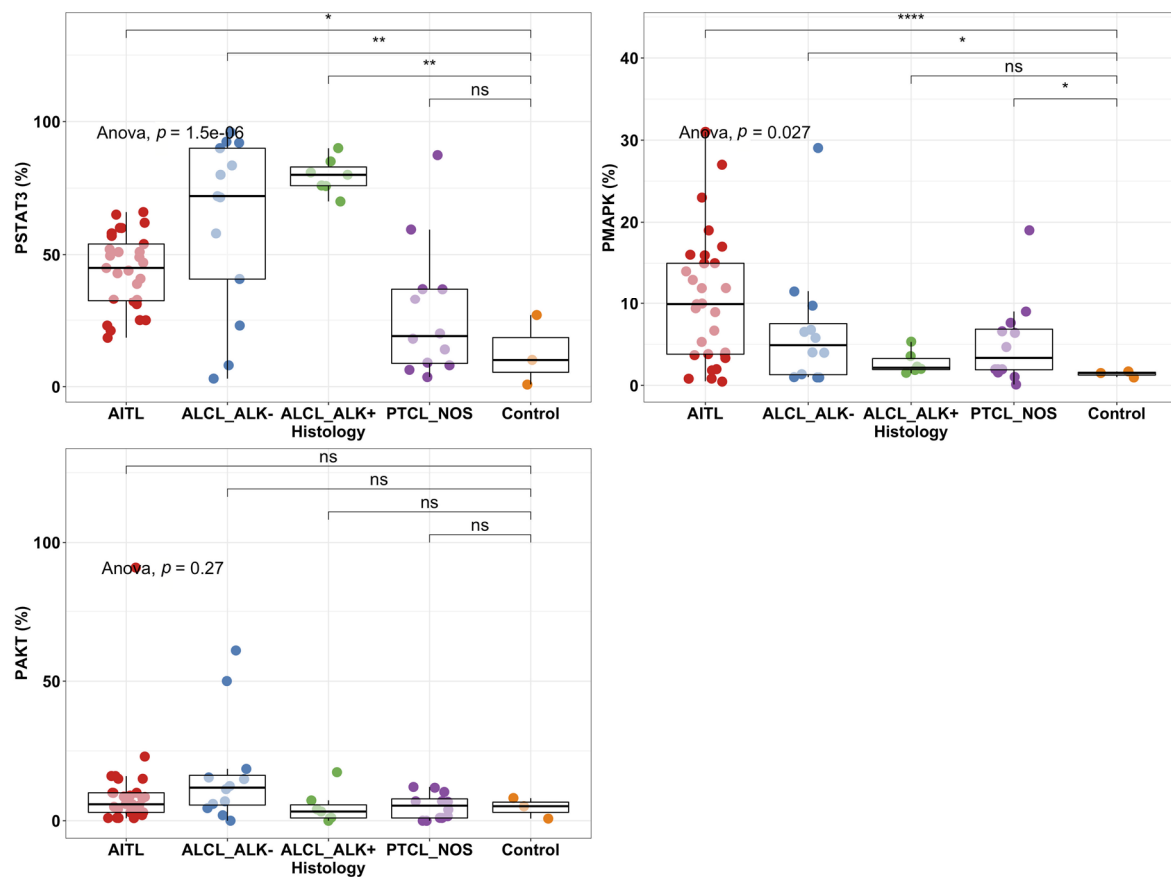 *
**
**
ns
Anova, p = 1.5e-06
100
50
0
PSTAT3 (%)
AITL ALCL_ALK- ALCL_ALK+ PTCL_NOS Control
Histology
****
*
ns
*
Anova, p = 0.027
40
30
20
10
0
PMAPK (%)
AITL ALCL_ALK- ALCL_ALK+ PTCL_NOS Control
Histology
ns
ns
ns
ns
100
Anova, p = 0.27
50
0
PAKT (%)
AITL ALCL_ALK- ALCL_ALK+ PTCL_NOS Control
Histology